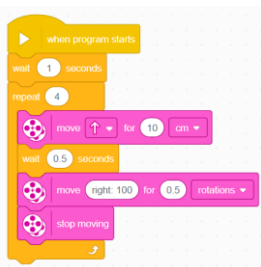 when program starts
wait 1 seconds
repeat 4
move ↑ for 10 cm
wait 0.5 seconds
move right: 100 for 0.5 rotations
stop moving